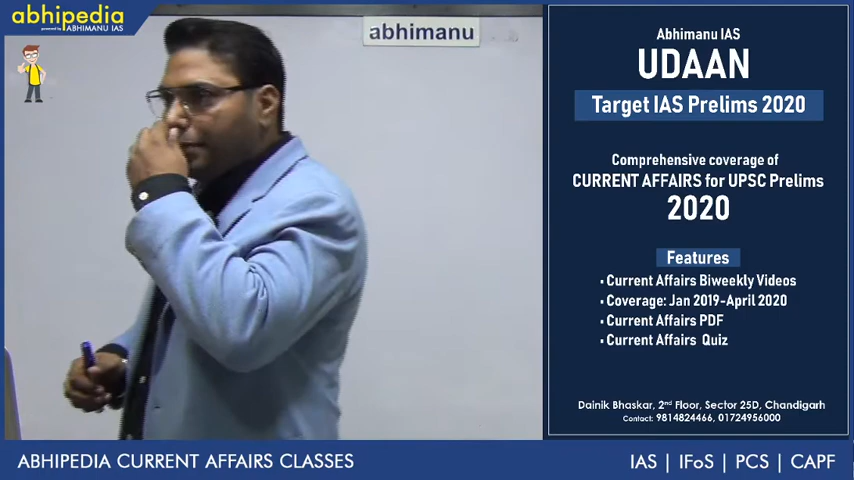 abhipedia
powered by ABHIMANU IAS
abhimanu
Abhimanu IAS
UDAAN
Target IAS Prelims 2020
Comprehensive coverage of
CURRENT AFFAIRS for UPSC Prelims
2020
Features
▪ Current Affairs Biweekly Videos
▪ Coverage: Jan 2019-April 2020
▪ Current Affairs PDF
▪ Current Affairs Quiz
Dainik Bhaskar, 2nd Floor, Sector 25D, Chandigarh
Contact: 9814824466, 01724956000
ABHIPEDIA CURRENT AFFAIRS CLASSES
IAS | IFoS | PCS | CAPF